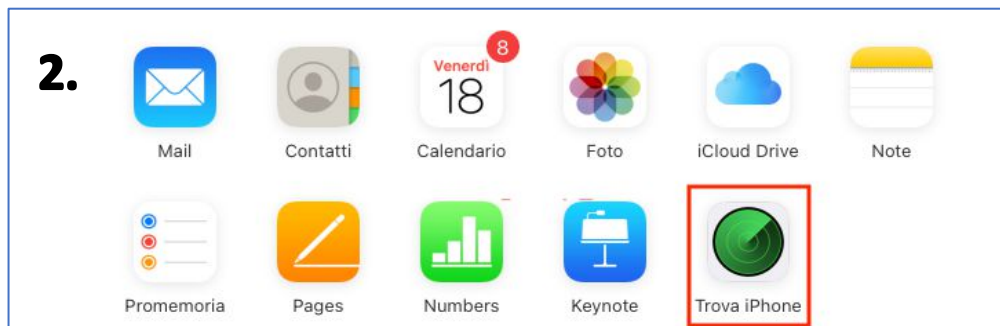 2.
8
Venerdì
18
Mail Contatti Calendario Foto iCloud Drive Note
Promemoria Pages Numbers Keynote Trova iPhone